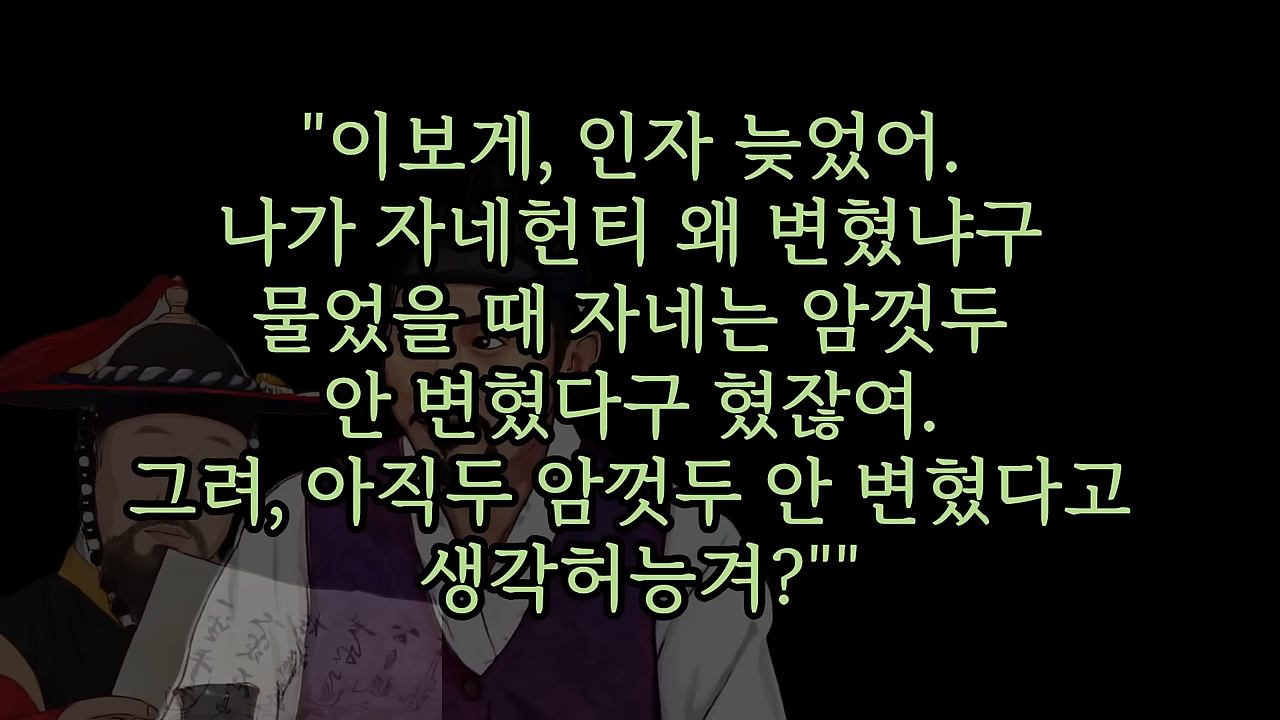 "이보게, 인자 늦었어.
나가 자네헌티 왜 변혔냐구
물었을 때 자네는 암껏두
안 변혔다구 혔잖여.
그려, 아직두 암껏두 안 변혔다고
생각허능겨?""